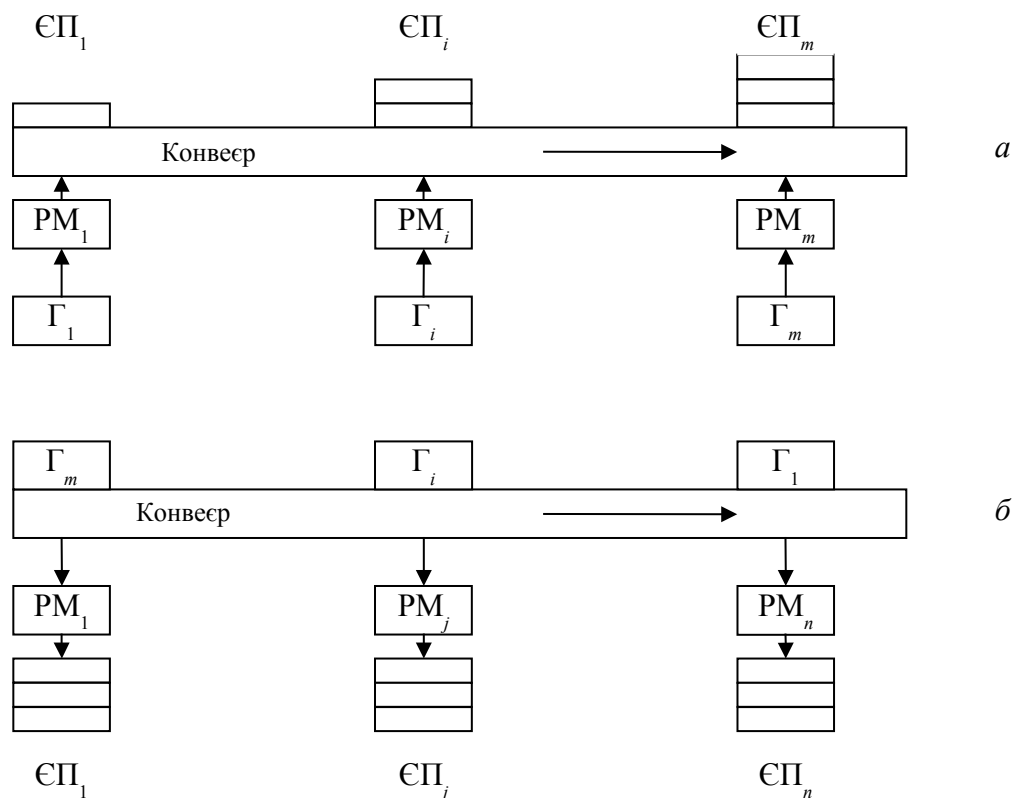 ЄП₁ ЄПᵢ ЄПₘ
Конвеєр а
РМ₁ РМᵢ РМₘ
Г₁ Гᵢ Гₘ
Гₘ Гᵢ Г₁
Конвеєр б
РМ₁ РМⱼ РМₙ
ЄП₁ ЄПⱼ ЄПₙ